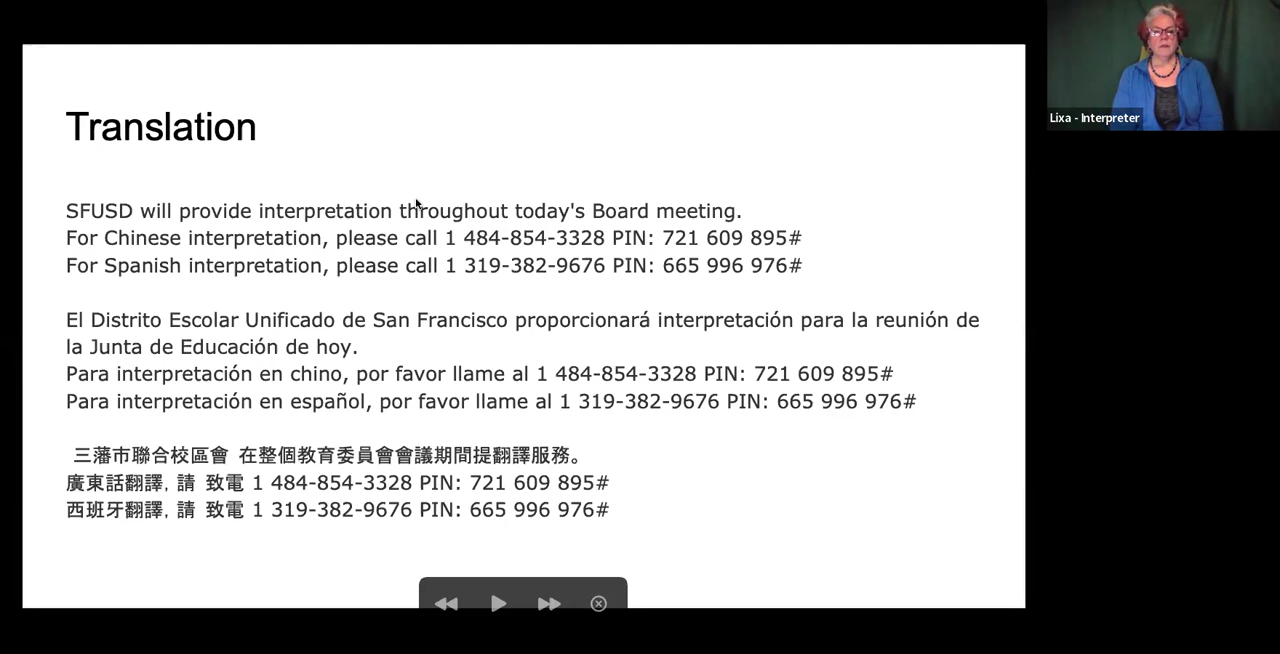 Translation
SFUSD will provide interpretation throughout today's Board meeting.
For Chinese interpretation, please call 1 484-854-3328 PIN: 721 609 895#
For Spanish interpretation, please call 1 319-382-9676 PIN: 665 996 976#
El Distrito Escolar Unificado de San Francisco proporcionará interpretación para la reunión de
la Junta de Educación de hoy.
Para interpretación en chino, por favor llame al 1 484-854-3328 PIN: 721 609 895#
Para interpretación en español, por favor llame al 1 319-382-9676 PIN: 665 996 976#
三藩市聯合校區會 在整個教育委員會會議期間提翻譯服務。
廣東話翻譯, 請 致電 1 484-854-3328 PIN: 721 609 895#
西班牙翻譯, 請 致電 1 319-382-9676 PIN: 665 996 976#
Lixa - Interpreter